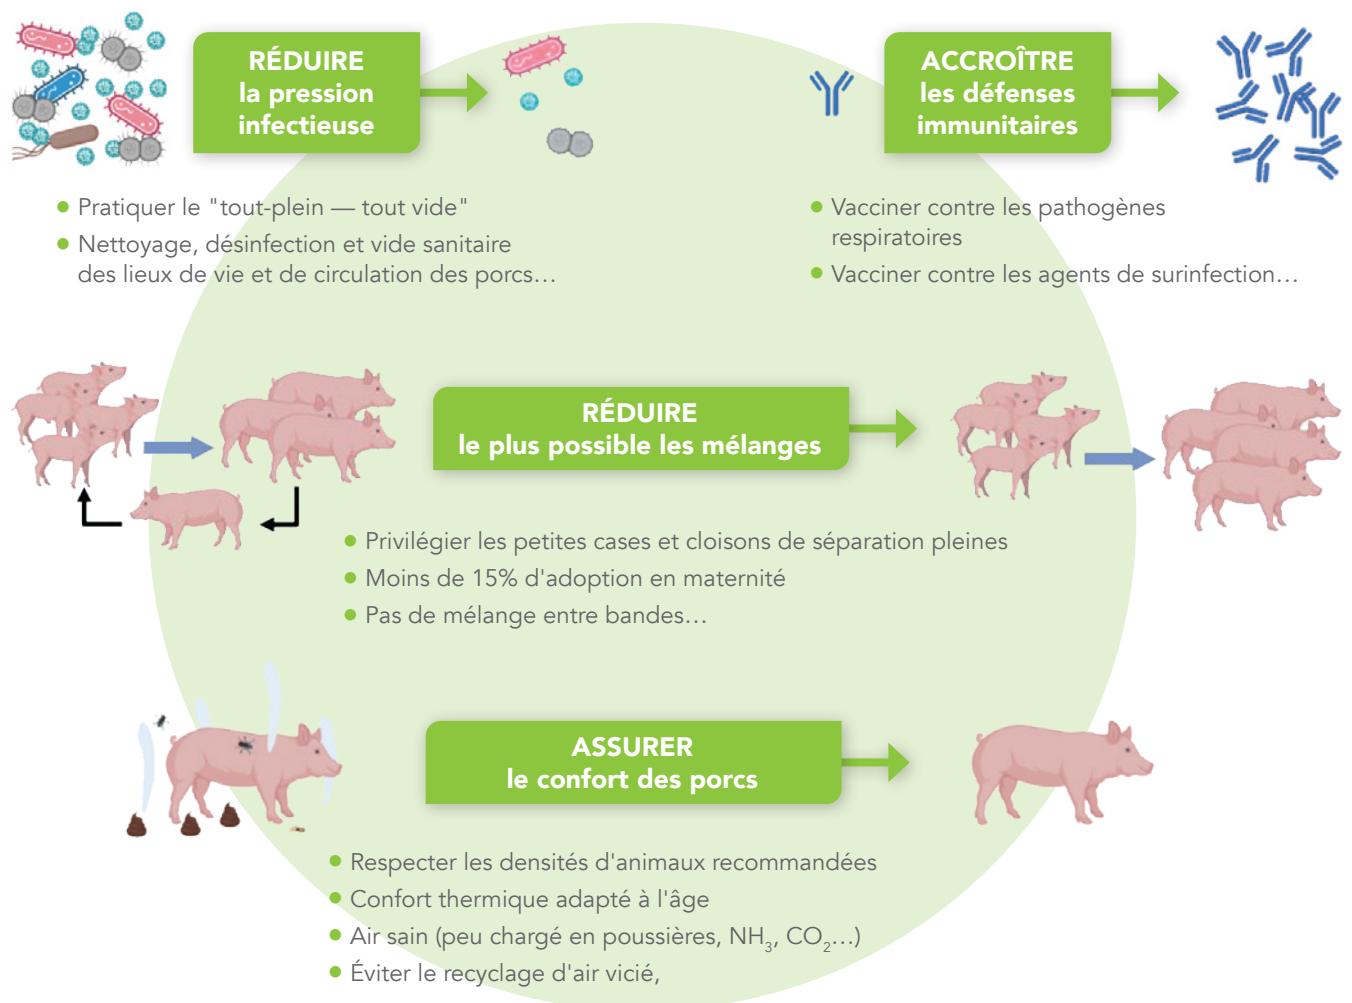 RÉDUIRE
la pression
infectieuse
ACCROÎTRE
les défenses
immunitaires
• Pratiquer le "tout-plein — tout vide"
• Nettoyage, désinfection et vide sanitaire
des lieux de vie et de circulation des porcs…
• Vacciner contre les pathogènes
respiratoires
• Vacciner contre les agents de surinfection…
RÉDUIRE
le plus possible les mélanges
• Privilégier les petites cases et cloisons de séparation pleines
• Moins de 15% d'adoption en maternité
• Pas de mélange entre bandes…
ASSURER
le confort des porcs
• Respecter les densités d'animaux recommandées
• Confort thermique adapté à l'âge
• Air sain (peu chargé en poussières, NH₃, CO₂…)
• Éviter le recyclage d'air vicié,